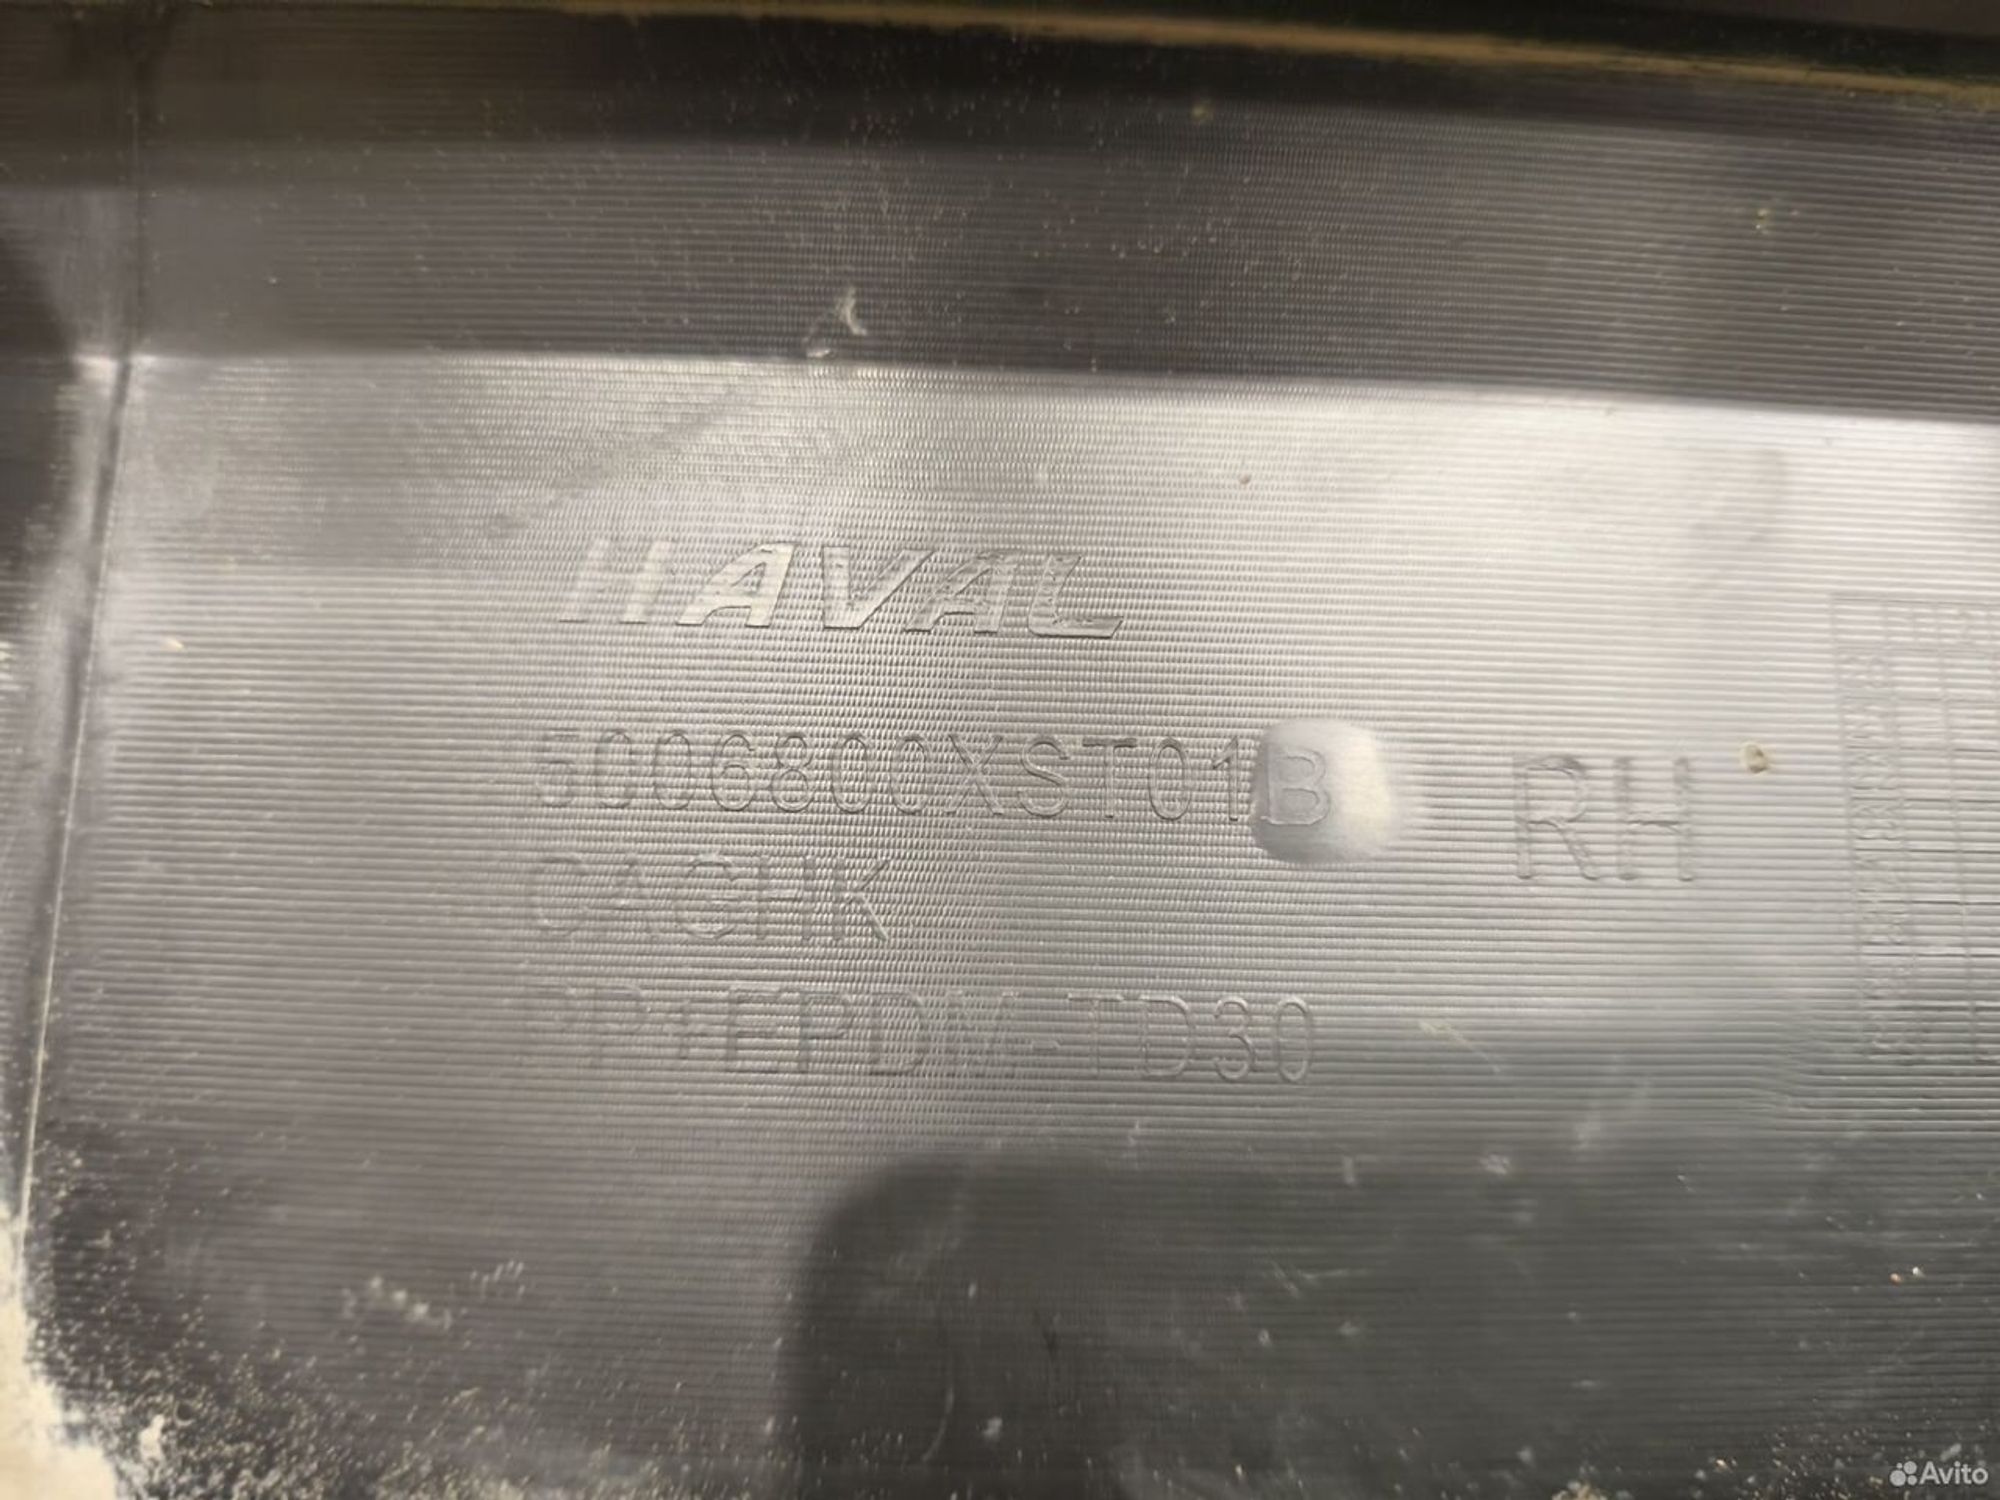 HAVAL
5006800XST01B RH
CACHK
PP+EPDM-TD30
Avito